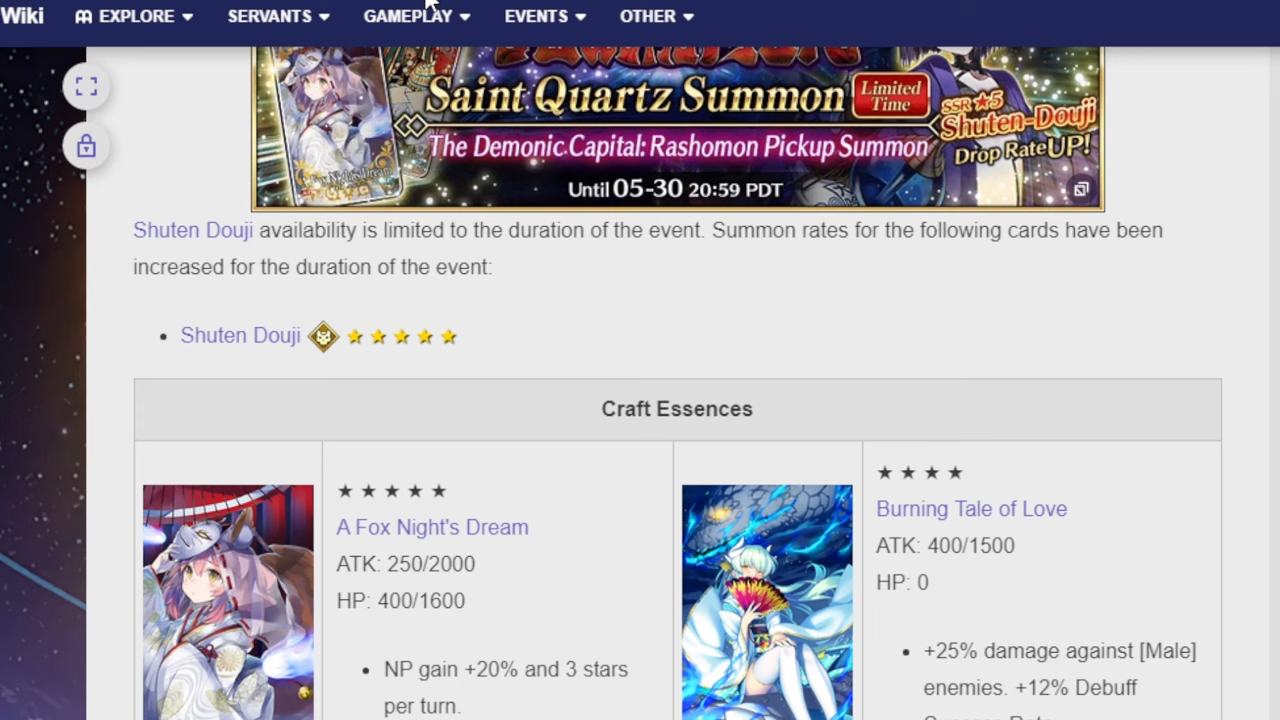 Wiki
EXPLORE
SERVANTS
GAMEPLAY
EVENTS
OTHER
Saint Quartz Summon
Limited
Time
SSR ★5
Shuten-Douji
Drop Rate UP!
The Demonic Capital: Rashomon Pickup Summon
Until 05-30 20:59 PDT
Fox Night's Dream
Shuten Douji availability is limited to the duration of the event. Summon rates for the following cards have been
increased for the duration of the event:
• Shuten Douji ★ ★ ★ ★ ★
Craft Essences
★ ★ ★ ★ ★
A Fox Night's Dream
ATK: 250/2000
HP: 400/1600
• NP gain +20% and 3 stars
per turn.
★ ★ ★ ★
Burning Tale of Love
ATK: 400/1500
HP: 0
• +25% damage against [Male]
enemies. +12% Debuff